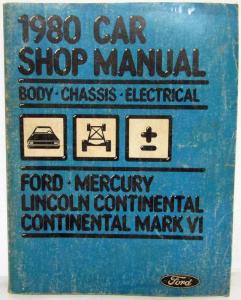 1980 CAR
SHOP MANUAL
BODY · CHASSIS · ELECTRICAL
FORD · MERCURY
LINCOLN CONTINENTAL
CONTINENTAL MARK VI
Ford